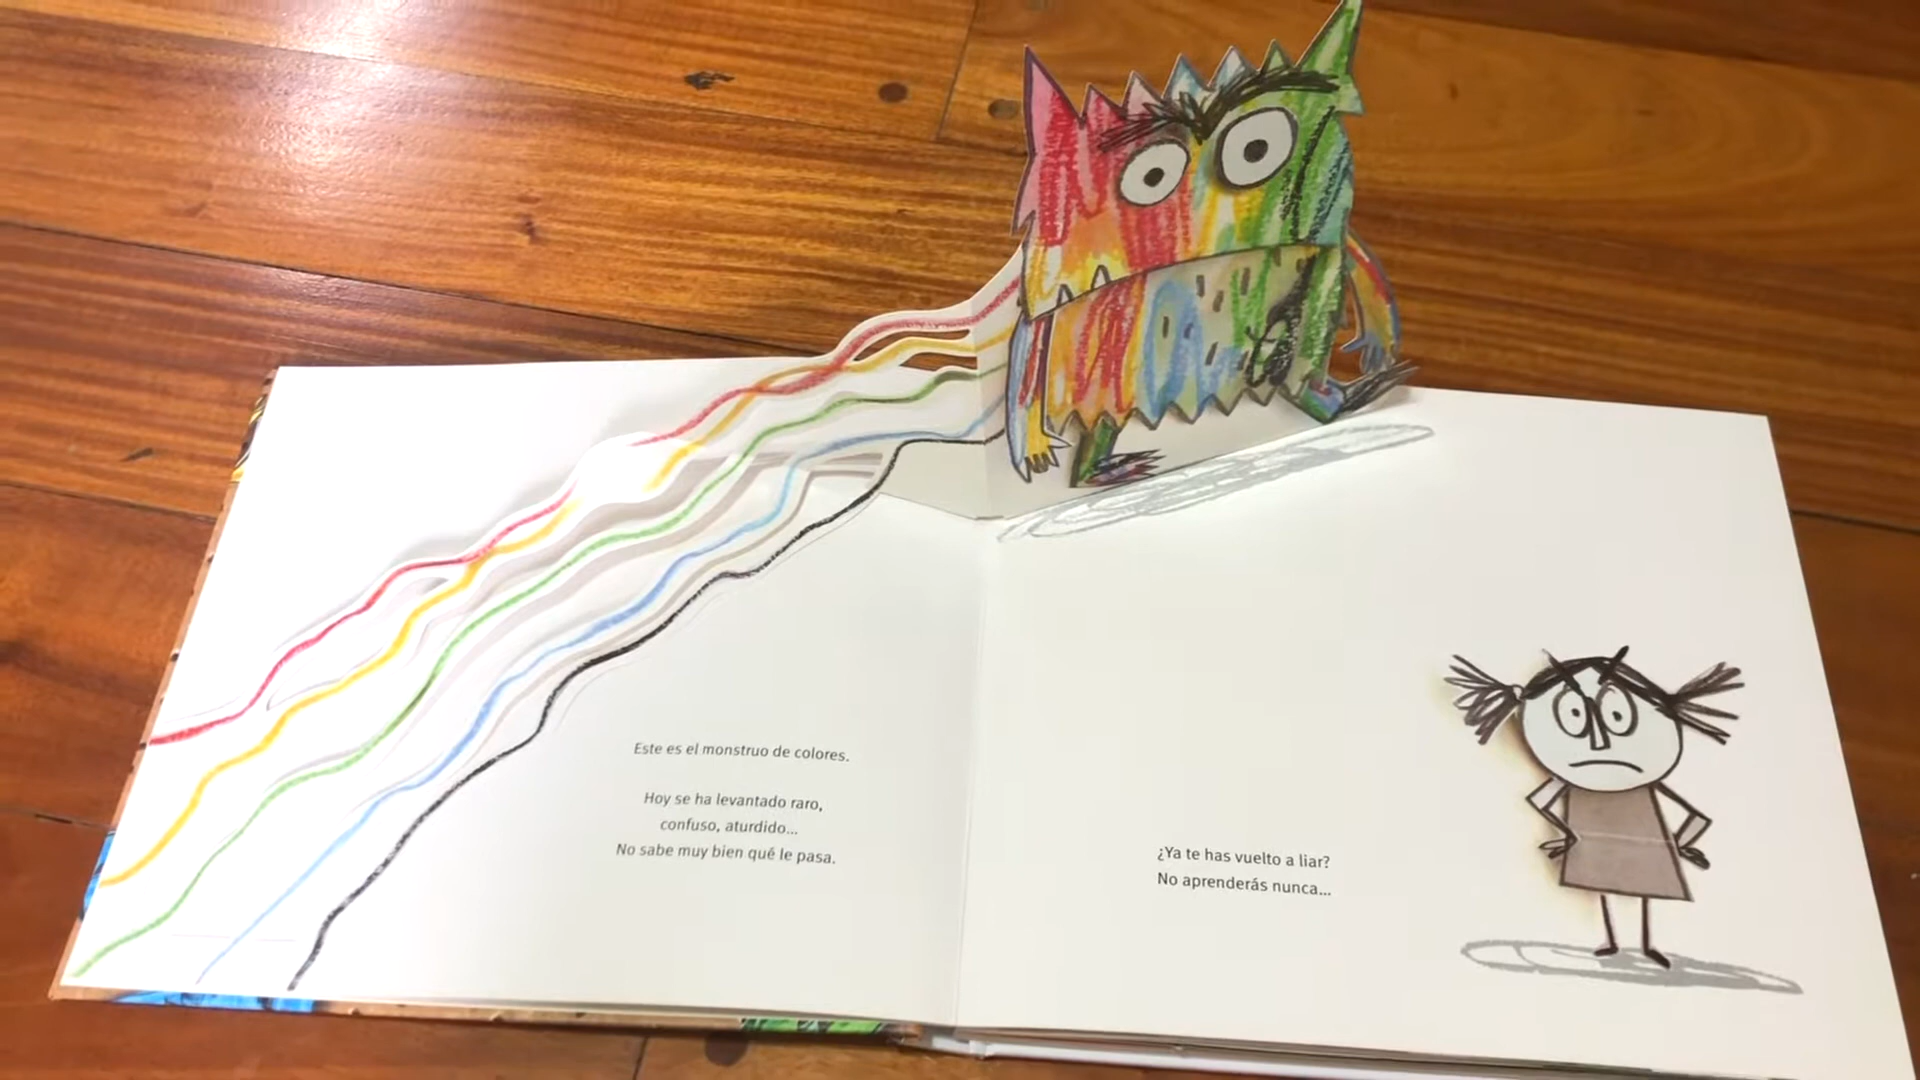 Este es el monstruo de colores.
Hoy se ha levantado raro,
confuso, aturdido...
No sabe muy bien qué le pasa.
¿Ya te has vuelto a liar?
No aprenderás nunca...